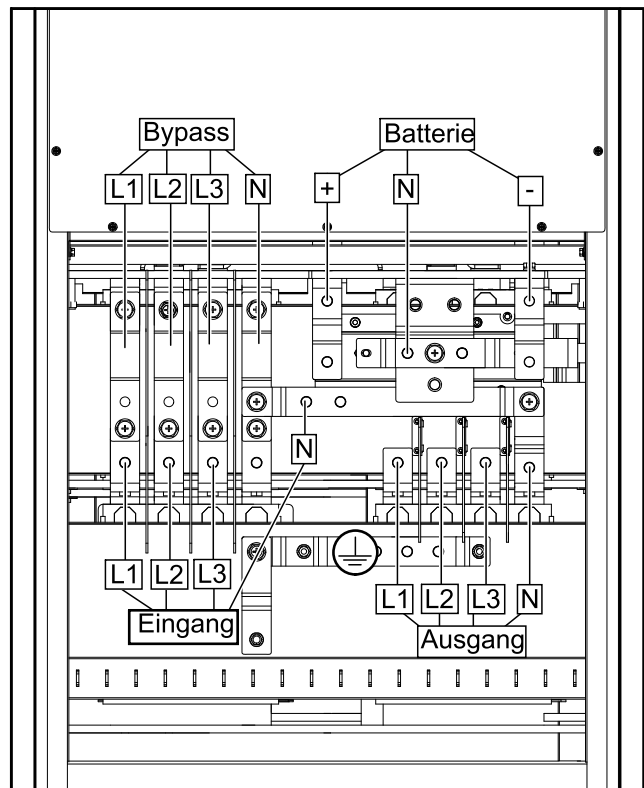 Bypass Batterie
L1 L2 L3 N + N -
N
L1 L2 L3
Eingang
L1 L2 L3 N
Ausgang